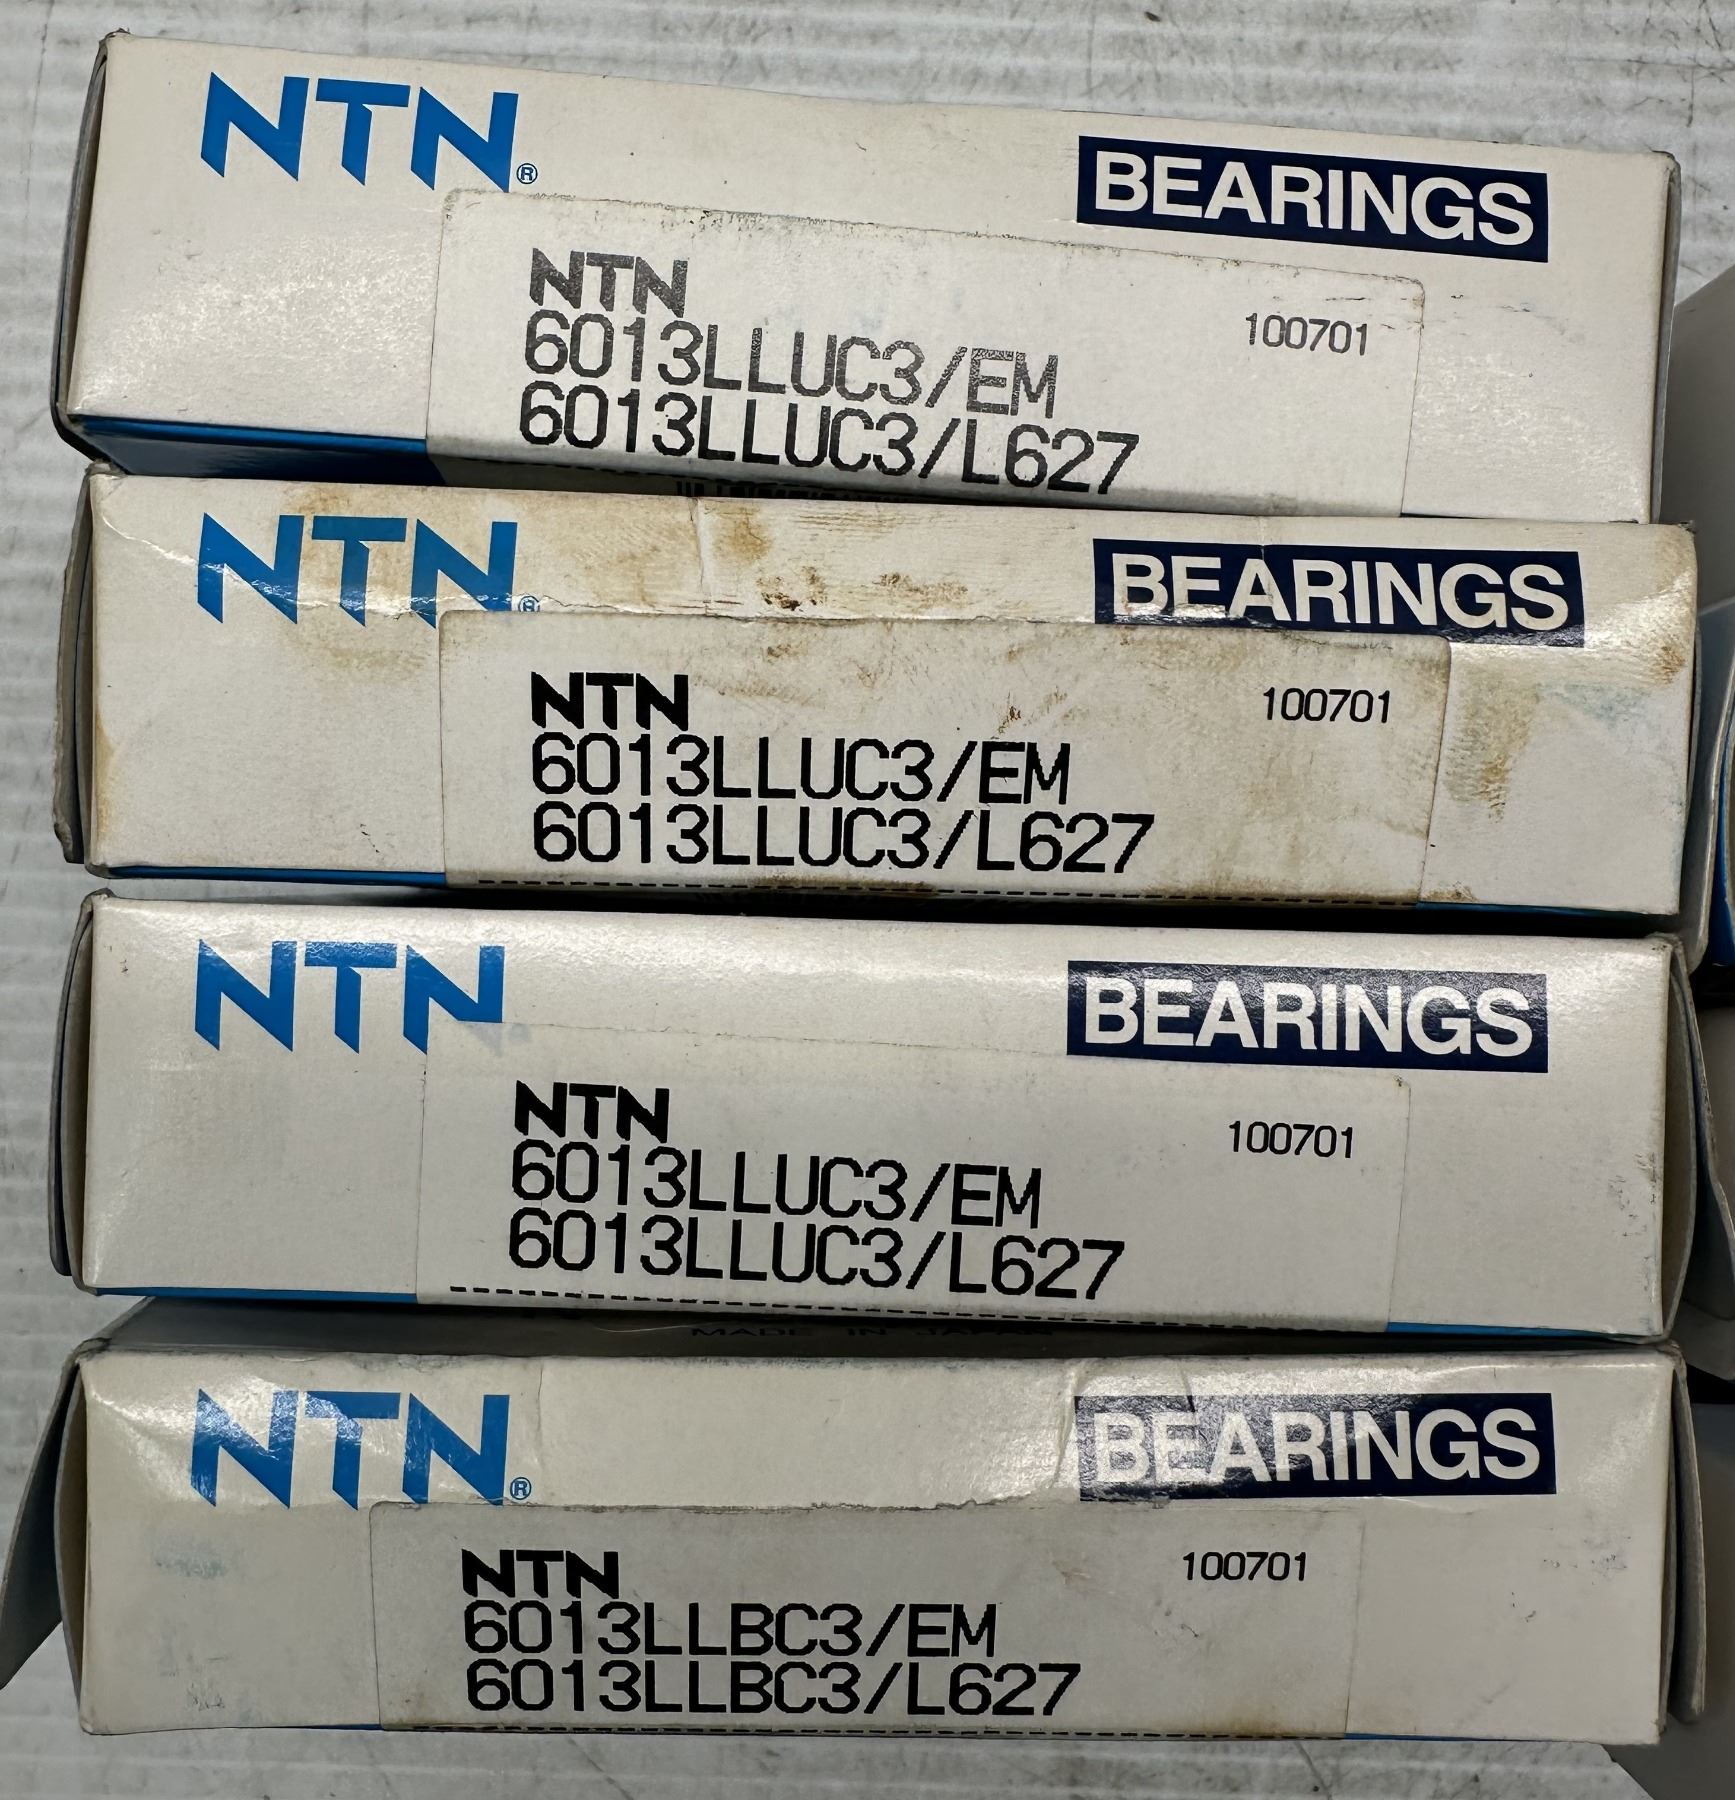 NTN®
BEARINGS
NTN
100701
6013LLUC3/EM
6013LLUC3/L627
NTN®
BEARINGS
NTN
100701
6013LLUC3/EM
6013LLUC3/L627
NTN
BEARINGS
NTN
100701
6013LLUC3/EM
6013LLUC3/L627
MADE IN JAPAN
NTN®
BEARINGS
NTN
100701
6013LLBC3/EM
6013LLBC3/L627